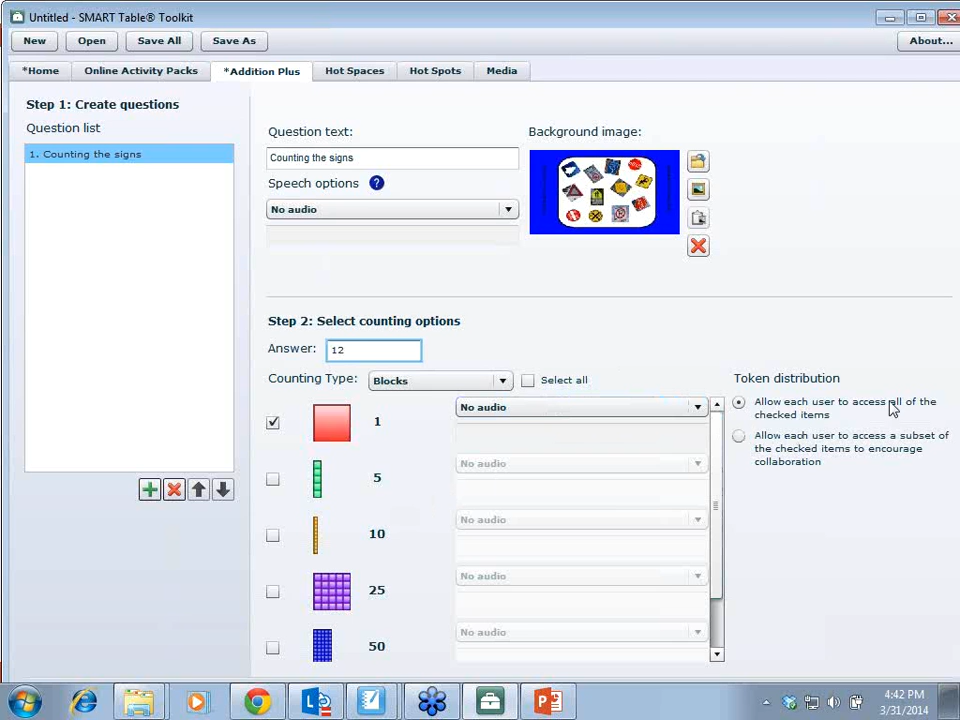 Untitled - SMART Table® Toolkit
New Open Save All Save As About...
*Home Online Activity Packs *Addition Plus Hot Spaces Hot Spots Media
Step 1: Create questions
Question list
1. Counting the signs
Question text:
Counting the signs
Speech options ?
No audio
Background image:
Step 2: Select counting options
Answer: 12
Counting Type: Blocks Select all
1 No audio
5 No audio
10 No audio
25 No audio
50 No audio
Token distribution
Allow each user to access all of the
checked items
Allow each user to access a subset of
the checked items to encourage
collaboration
4:42 PM
3/31/2014